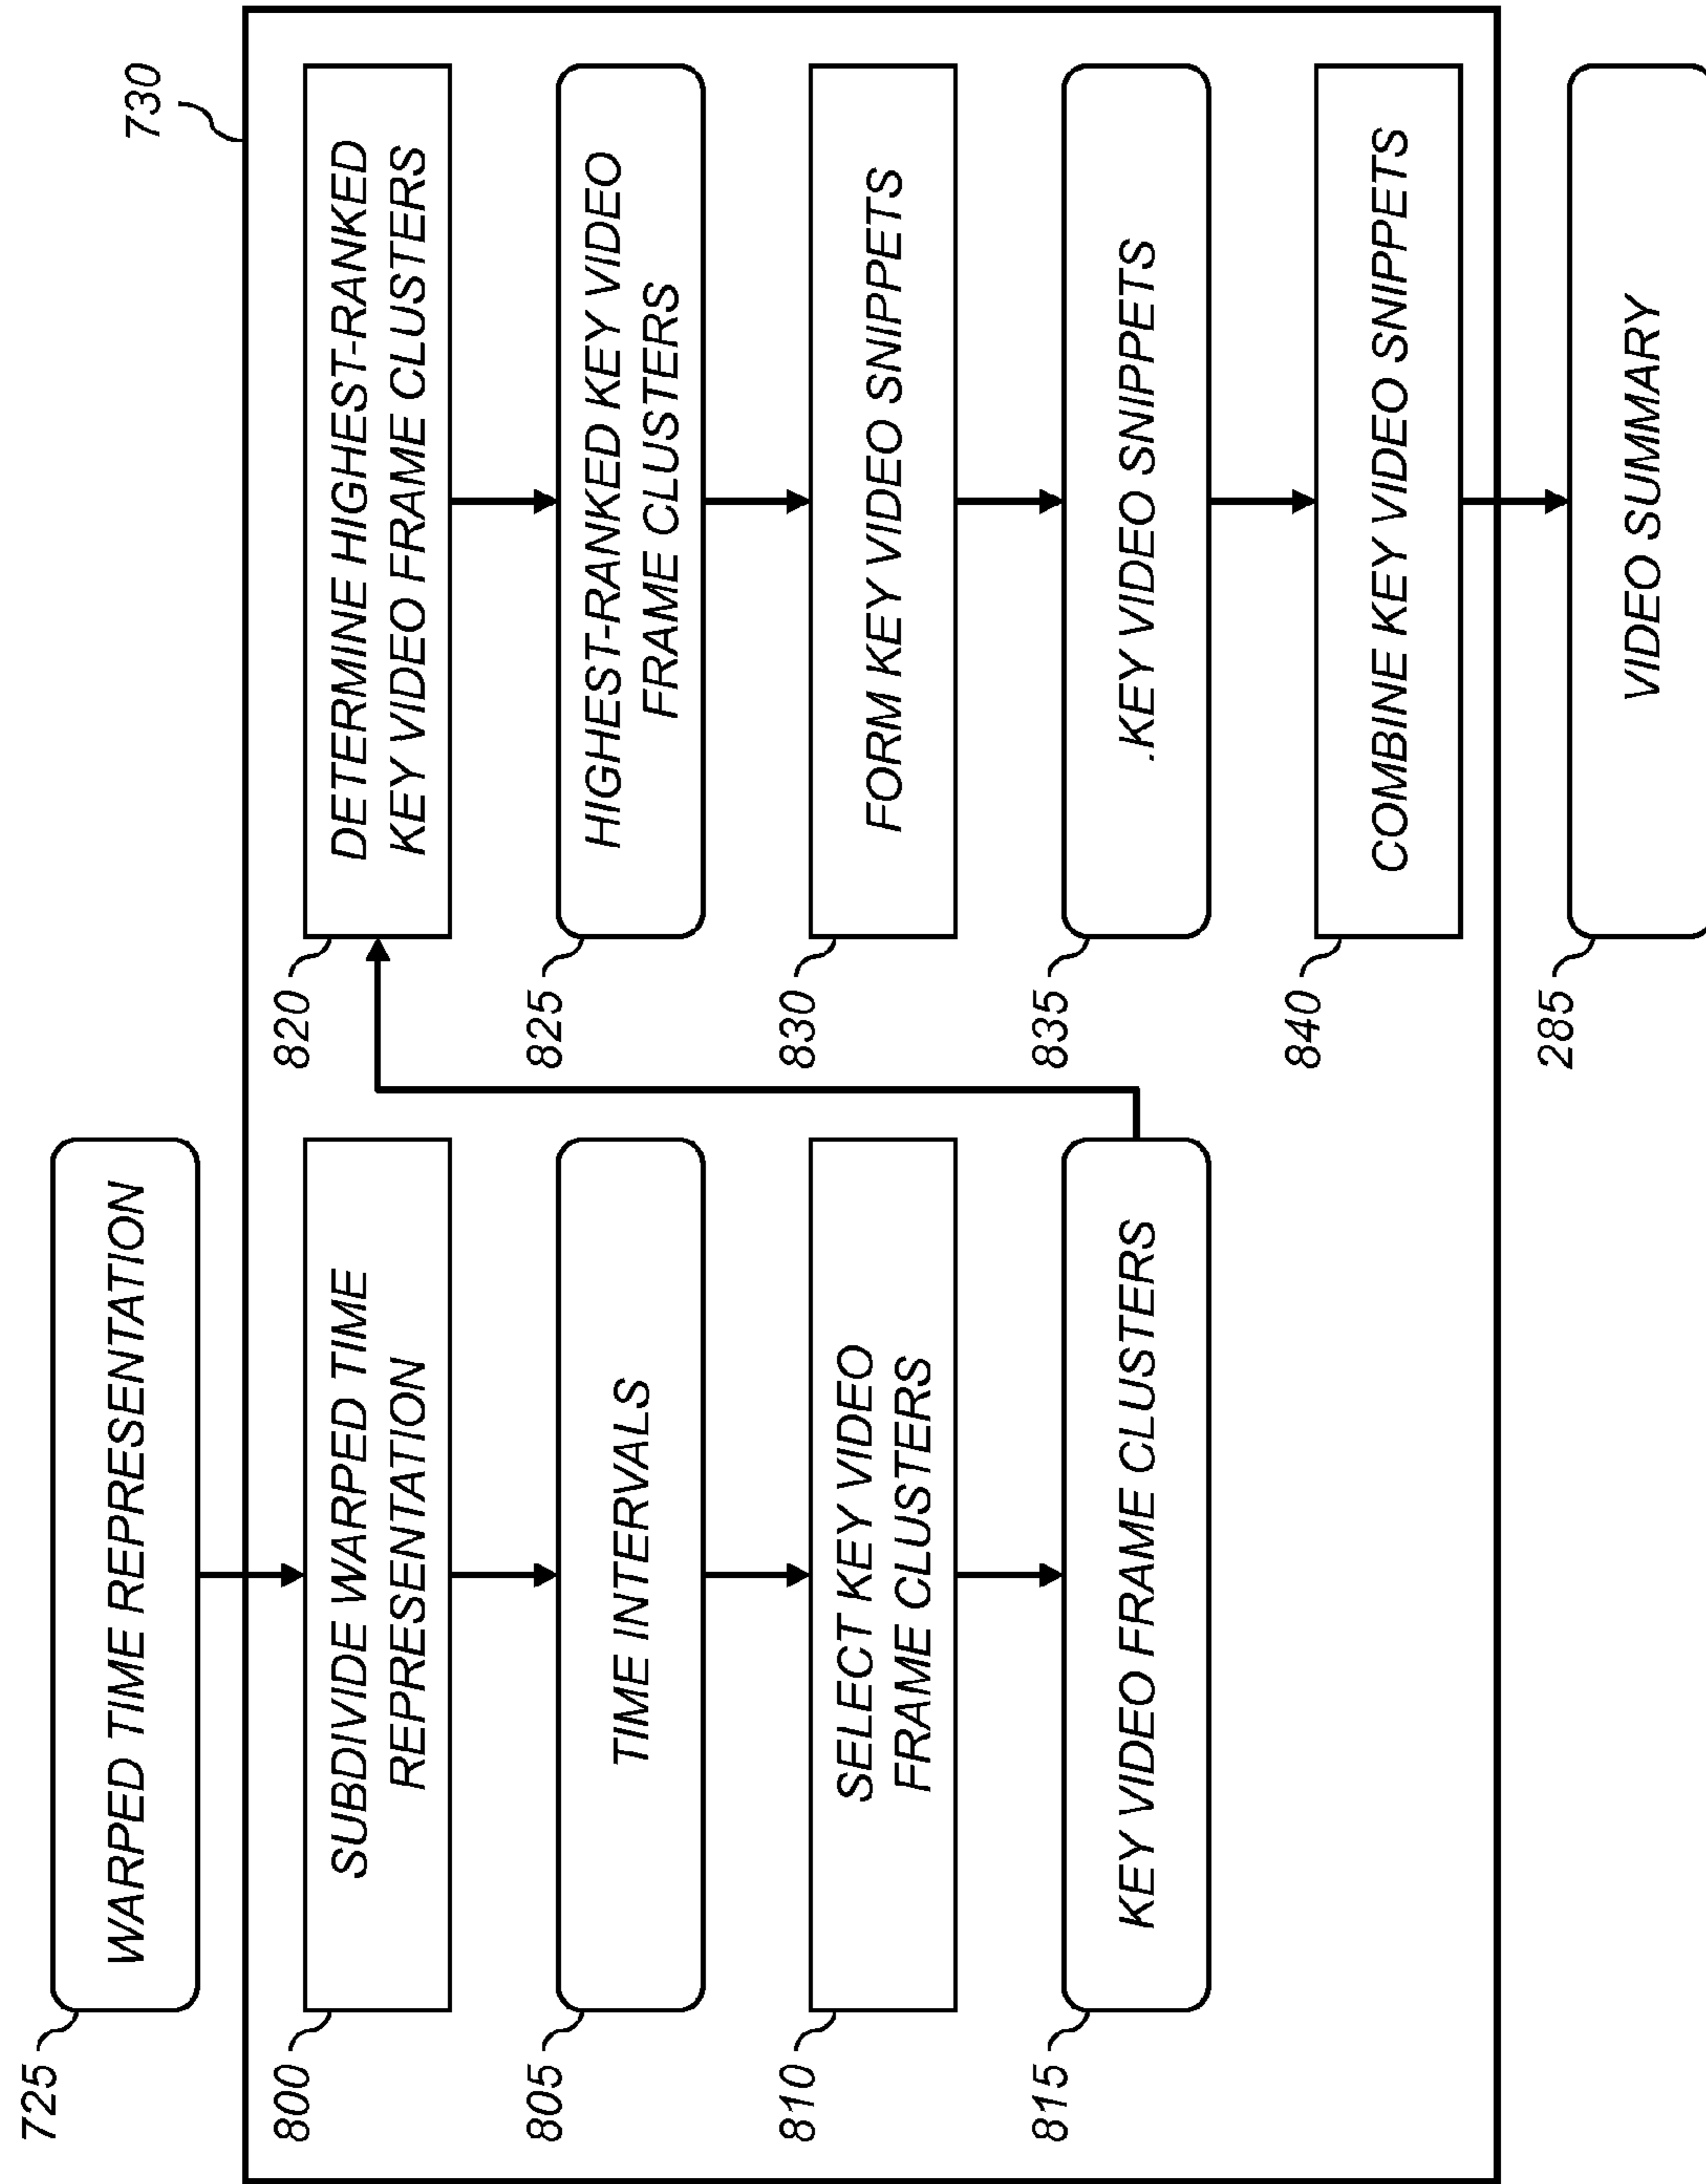 725
WARPED TIME REPRESENTATION
730
800
SUBDIVIDE WARPED TIME
REPRESENTATION
805
TIME INTERVALS
810
SELECT KEY VIDEO
FRAME CLUSTERS
815
KEY VIDEO FRAME CLUSTERS
820
DETERMINE HIGHEST-RANKED
KEY VIDEO FRAME CLUSTERS
825
HIGHEST-RANKED KEY VIDEO
FRAME CLUSTERS
830
FORM KEY VIDEO SNIPPETS
835
.KEY VIDEO SNIPPETS
840
COMBINE KEY VIDEO SNIPPETS
285
VIDEO SUMMARY